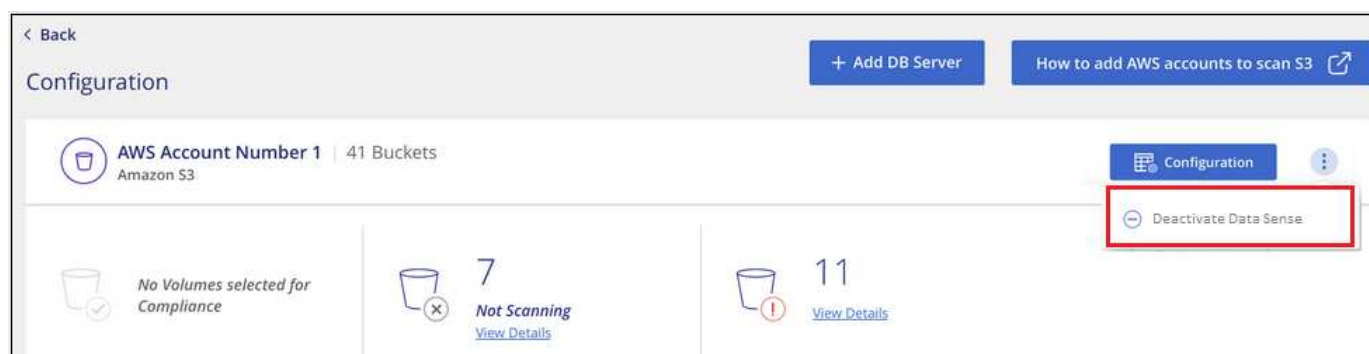 < Back
+ Add DB Server
How to add AWS accounts to scan S3
Configuration
AWS Account Number 1 | 41 Buckets
Amazon S3
Configuration
Deactivate Data Sense
No Volumes selected for
Compliance
7
Not Scanning
View Details
11
View Details